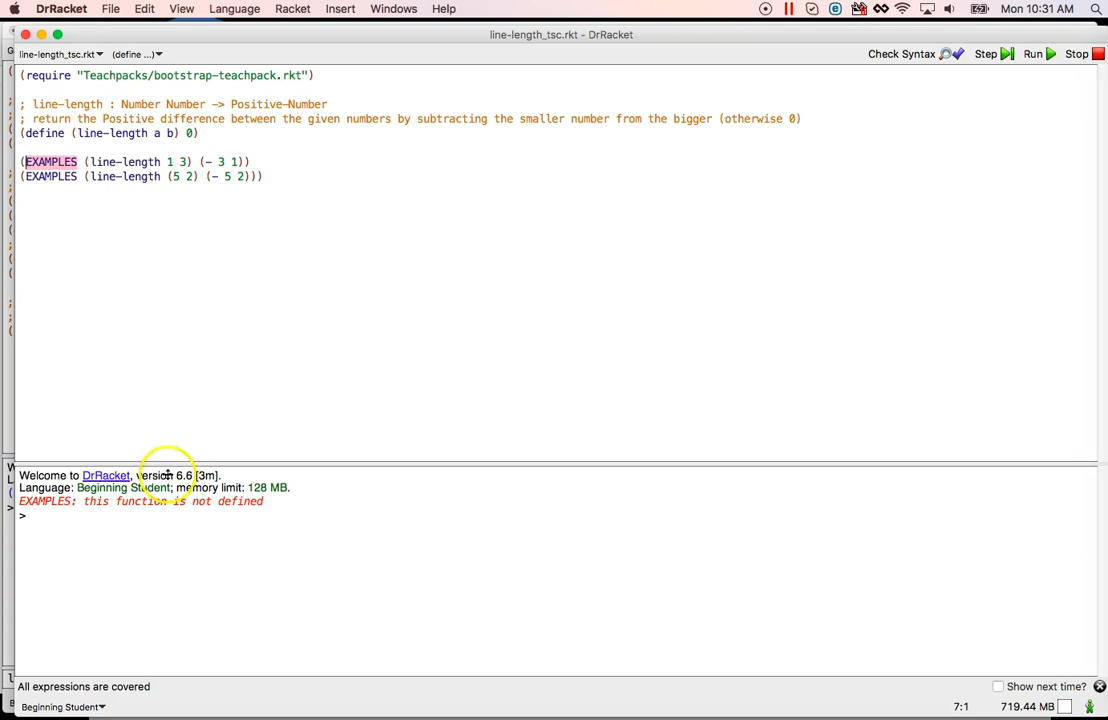 DrRacket File Edit View Language Racket Insert Windows Help Mon 10:31 AM
line-length_tsc.rkt - DrRacket
line-length_tsc.rkt▾ (define ...)▾ Check Syntax Step Run Stop
(require "Teachpacks/bootstrap-teachpack.rkt")
; line-length : Number Number -> Positive-Number
; return the Positive difference between the given numbers by subtracting the smaller number from the bigger (otherwise 0)
(define (line-length a b) 0)
(EXAMPLES (line-length 1 3) (- 3 1))
(EXAMPLES (line-length (5 2) (- 5 2)))
Welcome to DrRacket, version 6.6 [3m].
Language: Beginning Student; memory limit: 128 MB.
EXAMPLES: this function is not defined
>
All expressions are covered Show next time?
Beginning Student▾ 7:1 719.44 MB